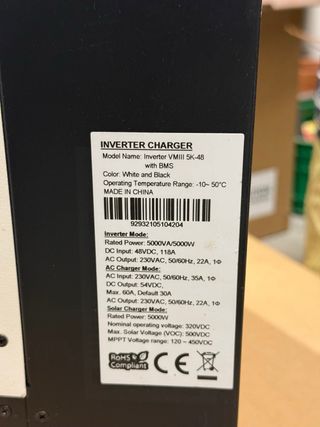 INVERTER CHARGER
Model Name: Inverter VMIII 5K-48
with BMS
Color: White and Black
Operating Temperature Range: -10~ 50°C
MADE IN CHINA
92932105104204
Inverter Mode:
Rated Power: 5000VA/5000W
DC Input: 48VDC, 118A
AC Output: 230VAC, 50/60Hz, 22A, 1Φ
AC Charger Mode:
AC Input: 230VAC, 50/60Hz, 35A, 1Φ
DC Output: 54VDC,
Max. 60A, Default 30A
AC Output: 230VAC, 50/60Hz, 22A, 1Φ
Solar Charger Mode:
Rated Power: 5000W
Nominal operating voltage: 320VDC
Max. Solar Voltage (VOC): 500VDC
MPPT Voltage range: 120 ~ 450VDC
RoHS
Compliant
CE